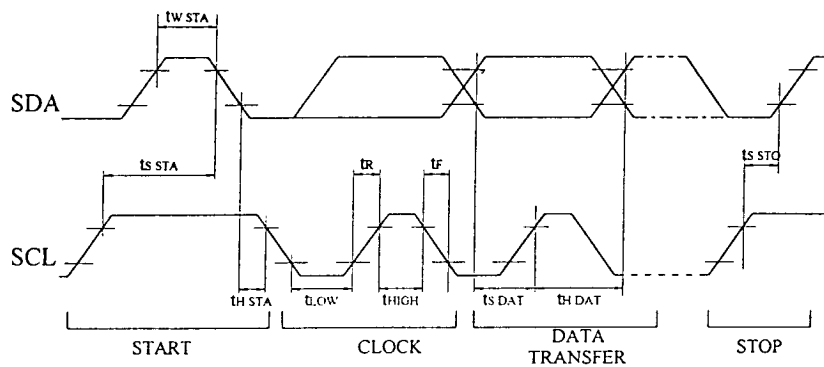 tW STA
SDA
tS STA
tR
tF
tS STO
SCL
tH STA
tLOW
tHIGH
tS DAT
tH DAT
START
CLOCK
DATA
TRANSFER
STOP